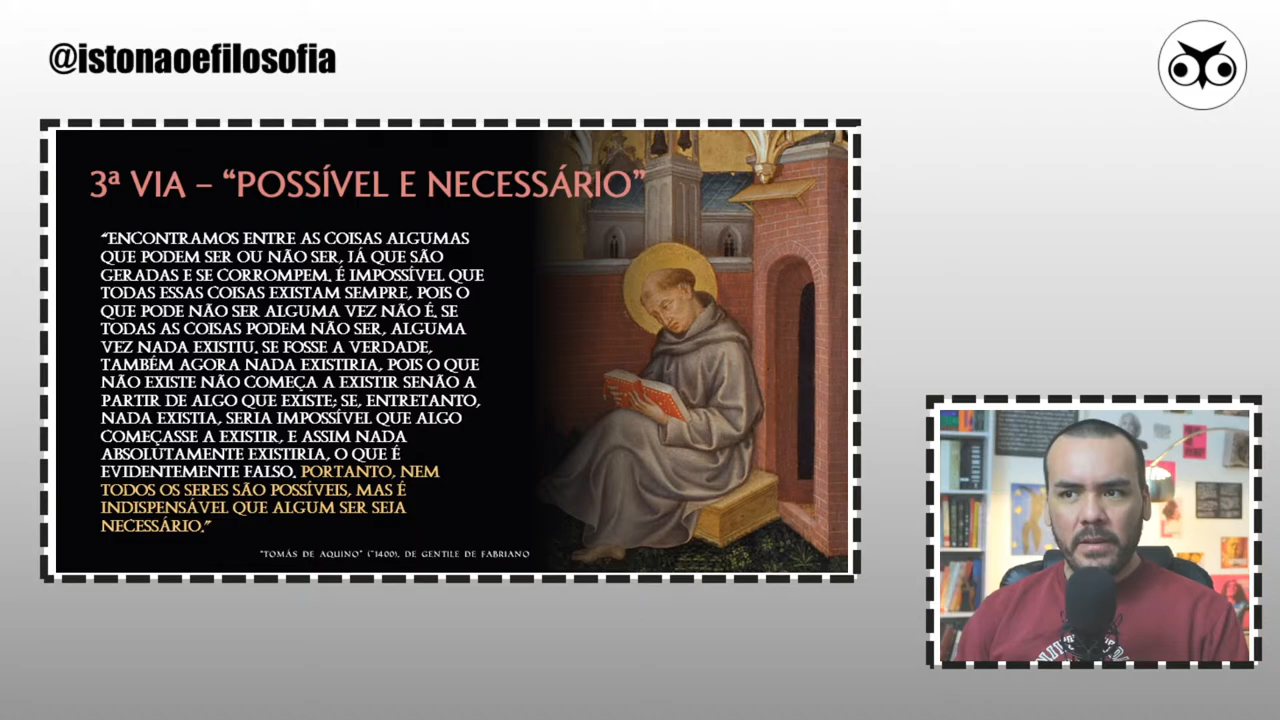 @istonaoefilosofia
3ª VIA – “POSSÍVEL E NECESSÁRIO”
“ENCONTRAMOS ENTRE AS COISAS ALGUMAS
QUE PODEM SER OU NÃO SER, JÁ QUE SÃO
GERADAS E SE CORROMPEM. É IMPOSSÍVEL QUE
TODAS ESSAS COISAS EXISTAM SEMPRE, POIS O
QUE PODE NÃO SER ALGUMA VEZ NÃO É. SE
TODAS AS COISAS PODEM NÃO SER, ALGUMA
VEZ NADA EXISTIU. SE FOSSE A VERDADE,
TAMBÉM AGORA NADA EXISTIRIA, POIS O QUE
NÃO EXISTE NÃO COMEÇA A EXISTIR SENÃO A
PARTIR DE ALGO QUE EXISTE; SE, ENTRETANTO,
NADA EXISTIA, SERIA IMPOSSÍVEL QUE ALGO
COMEÇASSE A EXISTIR, E ASSIM NADA
ABSOLUTAMENTE EXISTIRIA, O QUE É
EVIDENTEMENTE FALSO. PORTANTO, NEM
TODOS OS SERES SÃO POSSÍVEIS, MAS É
INDISPENSÁVEL QUE ALGUM SER SEJA
NECESSÁRIO.”
"TOMÁS DE AQUINO" (~1400), DE GENTILE DE FABRIANO